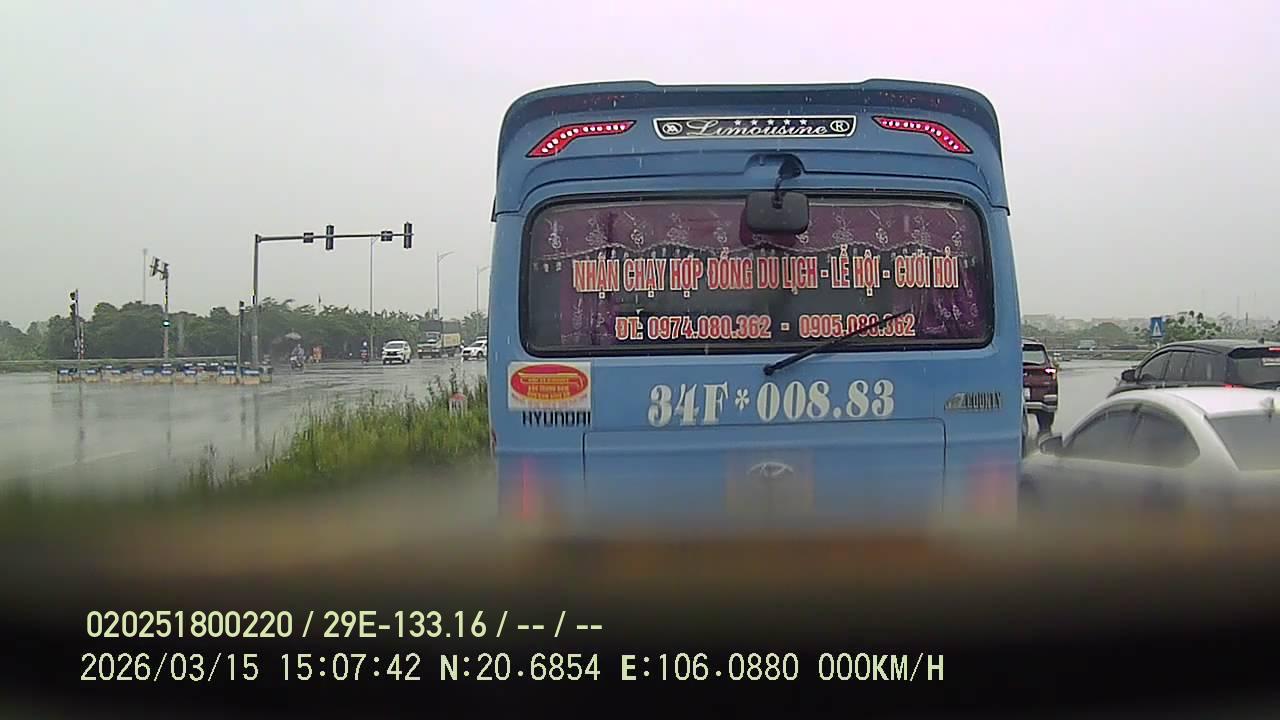 Limousine ®
NHẬN CHẠY HỢP ĐỒNG DU LỊCH - LỄ HỘI - CƯỚI HỎI
ĐT: 0974.080.362 - 0905.080.362
HYUNDAI
34F*008.83
COUNTY
020251800220 / 29E-133.16 / -- / --
2026/03/15 15:07:42 N:20.6854 E:106.0880 000KM/H